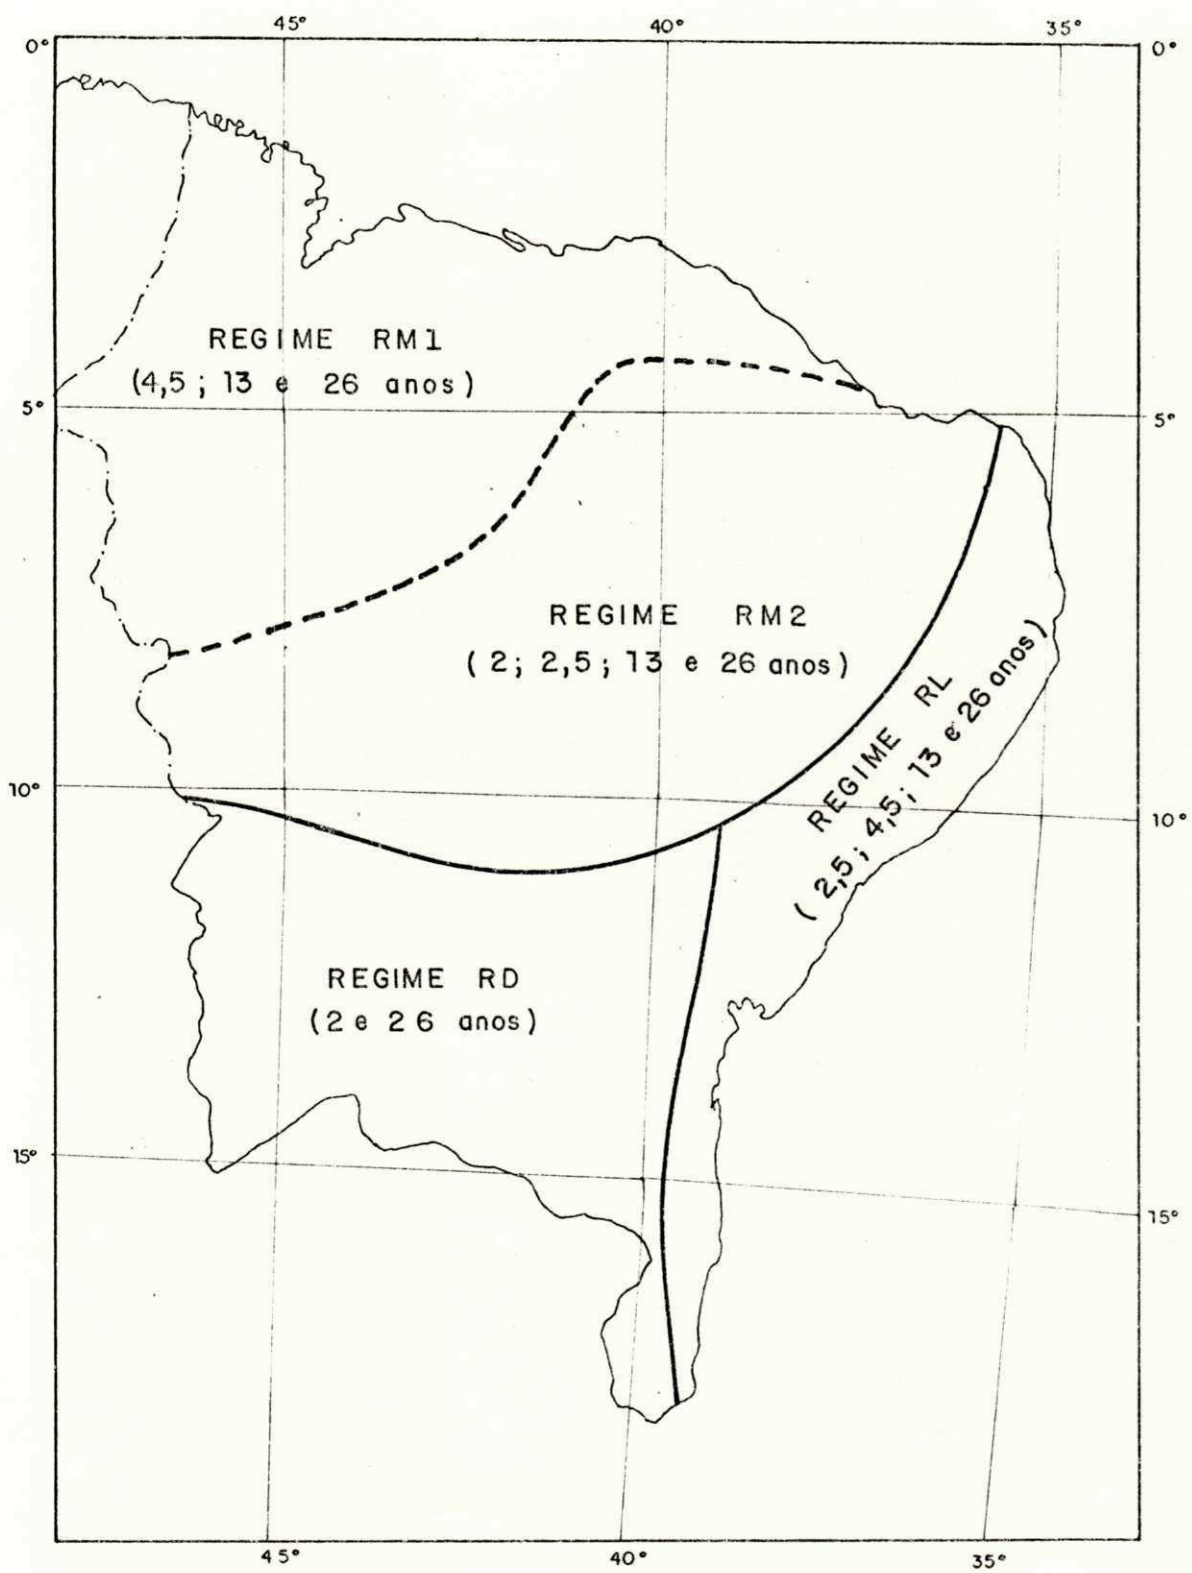 45° 40° 35°
0° 0°
REGIME RM1
(4,5 ; 13 e 26 anos)
5° 5°
REGIME RM2
( 2; 2,5 ; 13 e 26 anos)
REGIME RL
( 2,5 ; 4,5 ; 13 e 26 anos)
10° 10°
REGIME RD
(2 e 26 anos)
15° 15°
45° 40° 35°